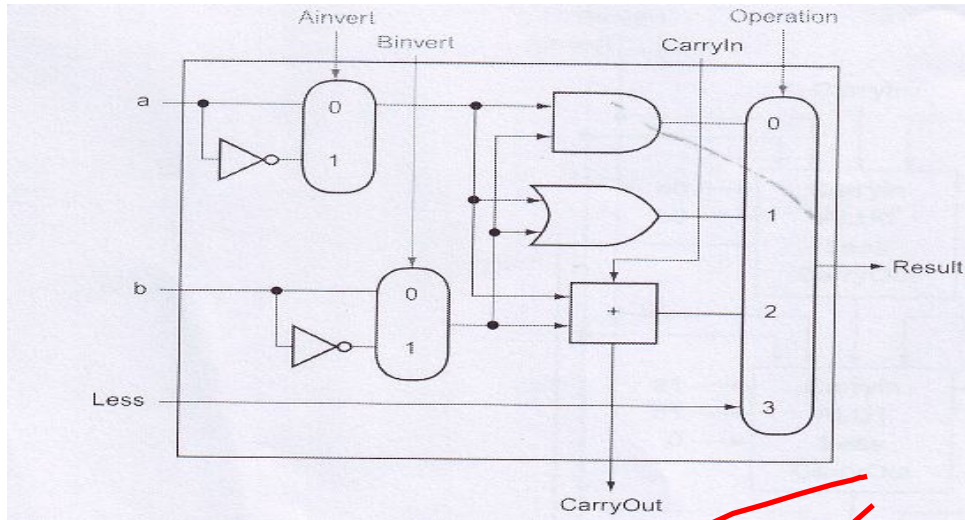 Ainvert
Operation
Binvert
CarryIn
a
0
0
1
1
Result
b
0
+
2
1
Less
3
CarryOut